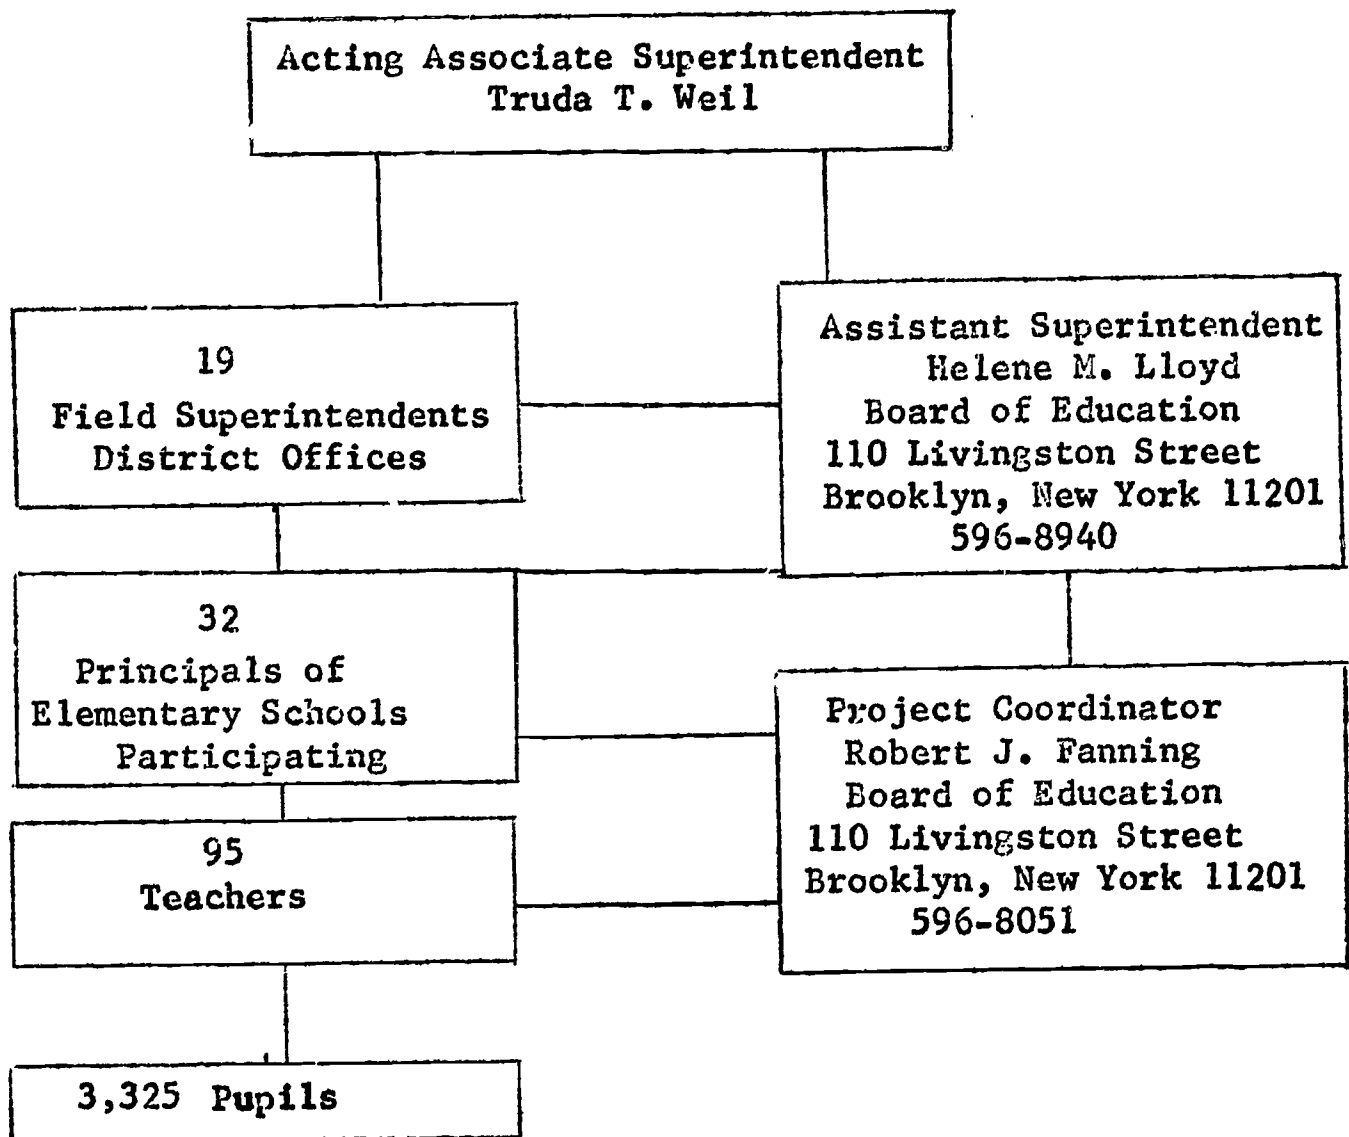 Acting Associate Superintendent
Truda T. Weil
19
Field Superintendents
District Offices
Assistant Superintendent
Helene M. Lloyd
Board of Education
110 Livingston Street
Brooklyn, New York 11201
596-8940
32
Principals of
Elementary Schools
Participating
Project Coordinator
Robert J. Fanning
Board of Education
110 Livingston Street
Brooklyn, New York 11201
596-8051
95
Teachers
3,325 Pupils